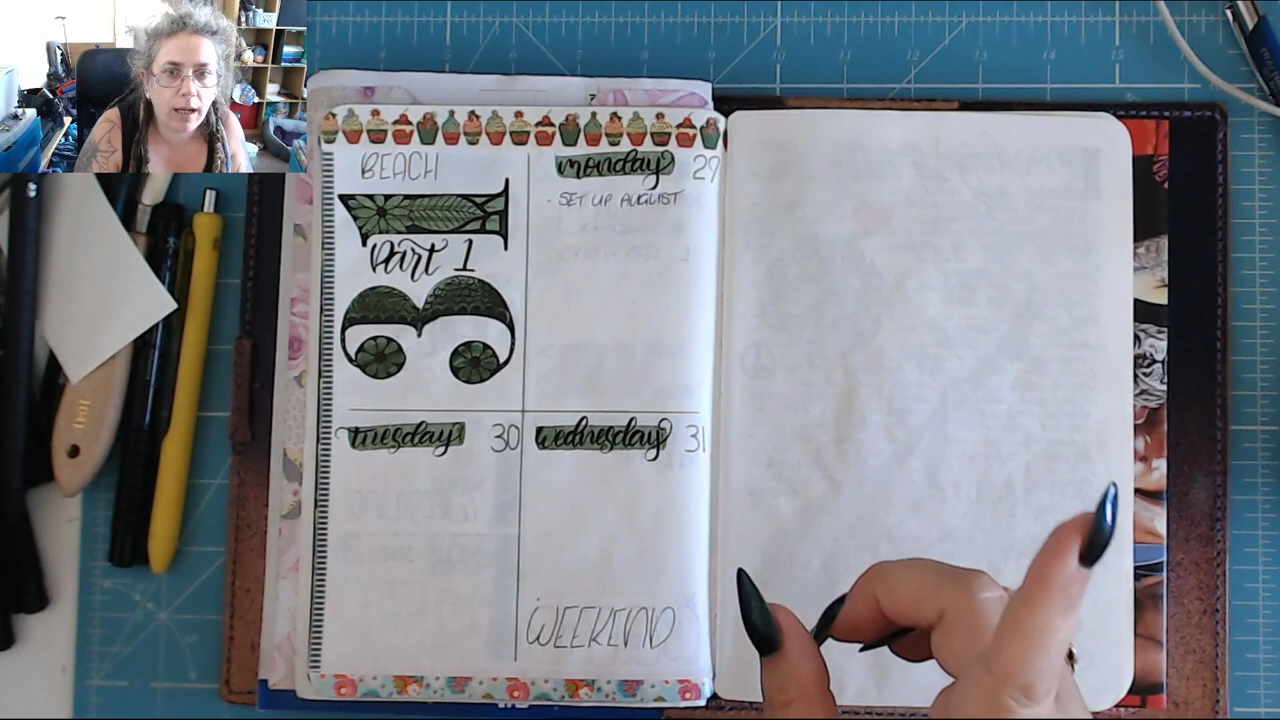 BEACH
Part 1
monday 29
· SET UP AUGUST
tuesday 30
wednesday 31
WEEKEND